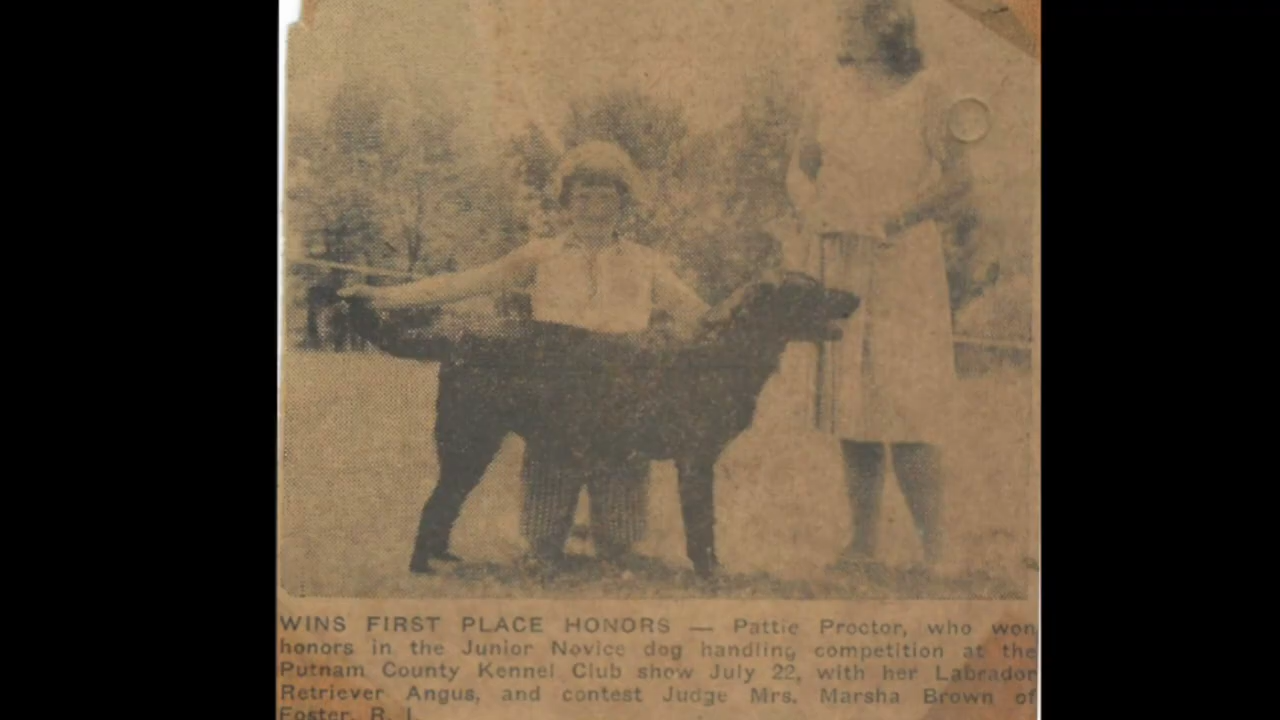 WINS FIRST PLACE HONORS — Pattie Proctor, who won
honors in the Junior Novice dog handling competition at the
Putnam County Kennel Club show July 22, with her Labrador
Retriever Angus, and contest Judge Mrs. Marsha Brown of
Foster, R. I.